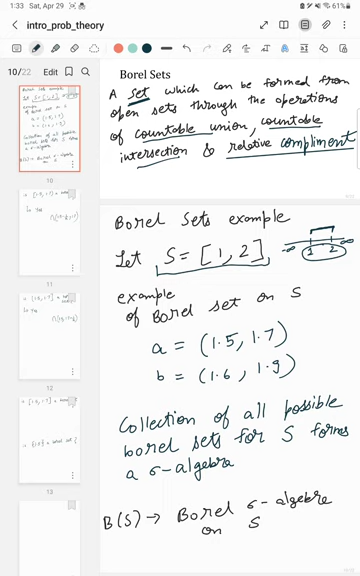 1:33 Sat, Apr 29
61%
intro_prob_theory
10/22 Edit
Borel Sets
A set which can be formed from
open sets through the operations
of countable union, countable
intersection & relative compliment
10
11
12
13
Borel Sets example
Let S = [1, 2]
-∞ 1 2 ∞
example
of Borel set on S
a = (1.5, 1.7)
b = (1.6, 1.9)
Collection of all possible
borel sets for S forms
a σ-algebra
B(S) → Borel σ-algebra
on S